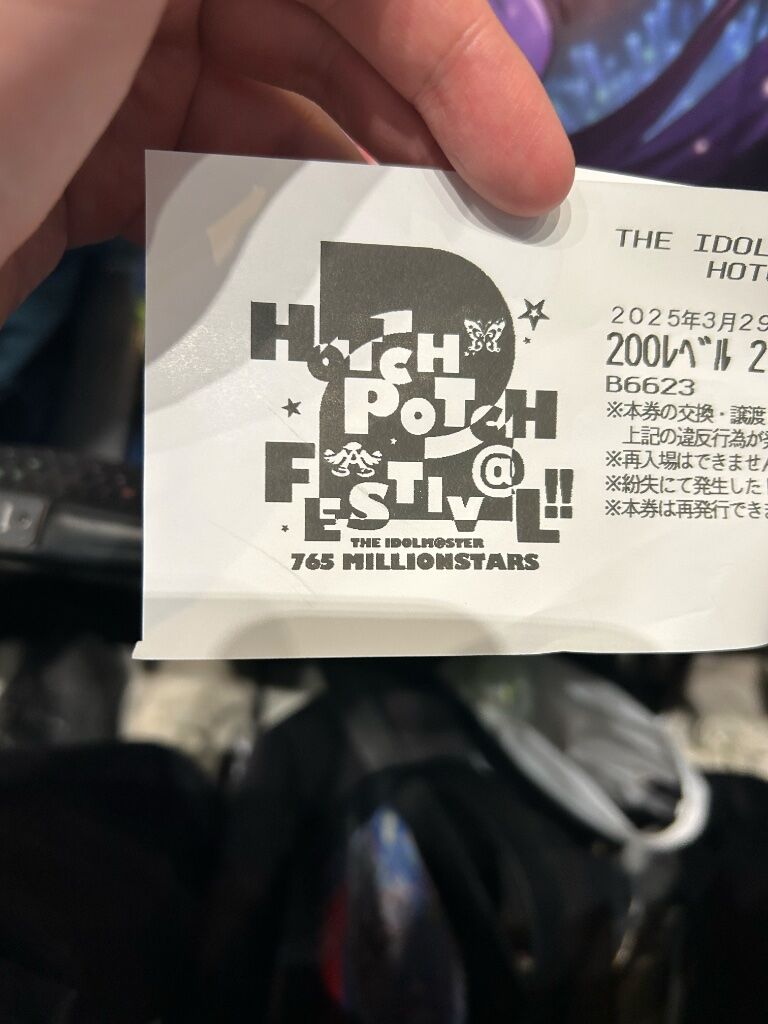 HOTCHPOTCH
FESTIV@L!!
THE IDOLM@STER
765 MILLIONSTARS
THE IDOL
HOT
2025年3月29
200レベル 2
B6623
※本券の交換・譲渡
上記の違反行為が
※再入場はできません
※紛失にて発生した
※本券は再発行でき